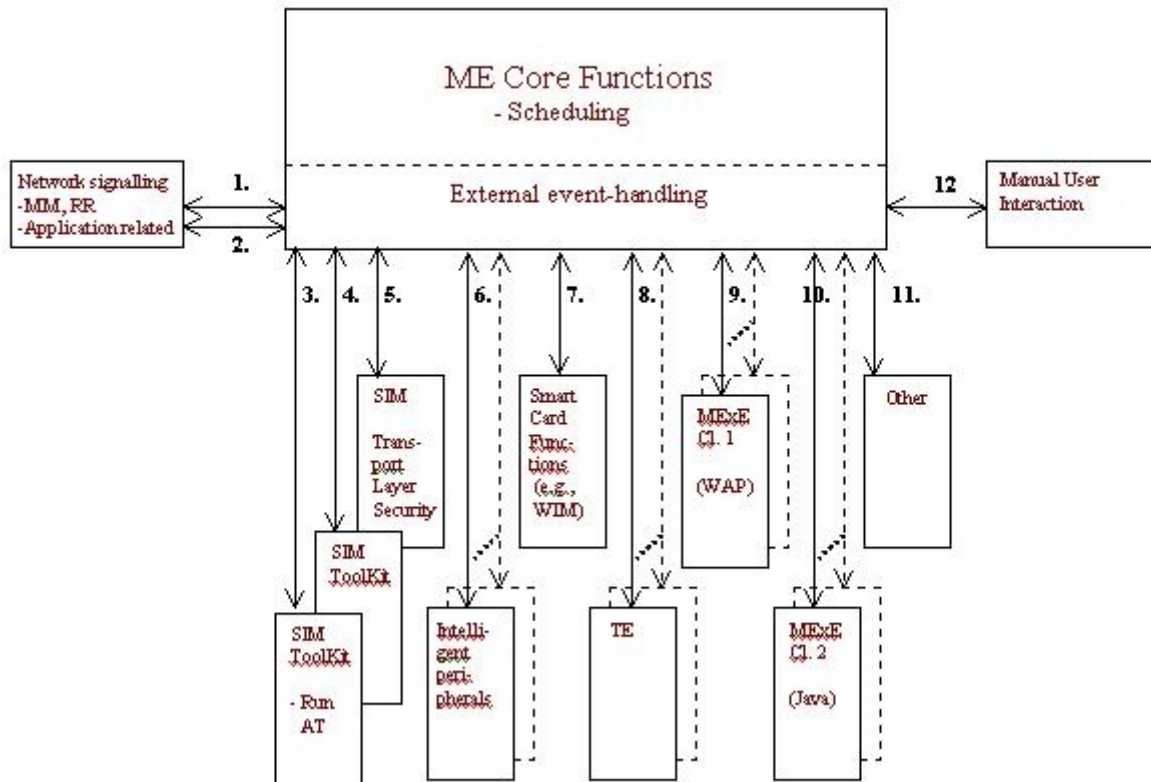 ME Core Functions
- Scheduling
External event-handling
Network signalling
-MM, RR
-Application related
1.
2.
12
Manual User
Interaction
3.
4.
5.
6.
7.
8.
9.
10.
11.
SIM
Trans-
port
Layer
Security
SIM
ToolKit
SIM
ToolKit
- Run
AT
Intelli-
gent
peri-
pherals
Smart
Card
Func-
tions
(e.g.,
WIM)
TE
MExE
Cl. 1
(WAP)
MExE
Cl. 2
(Java)
Other